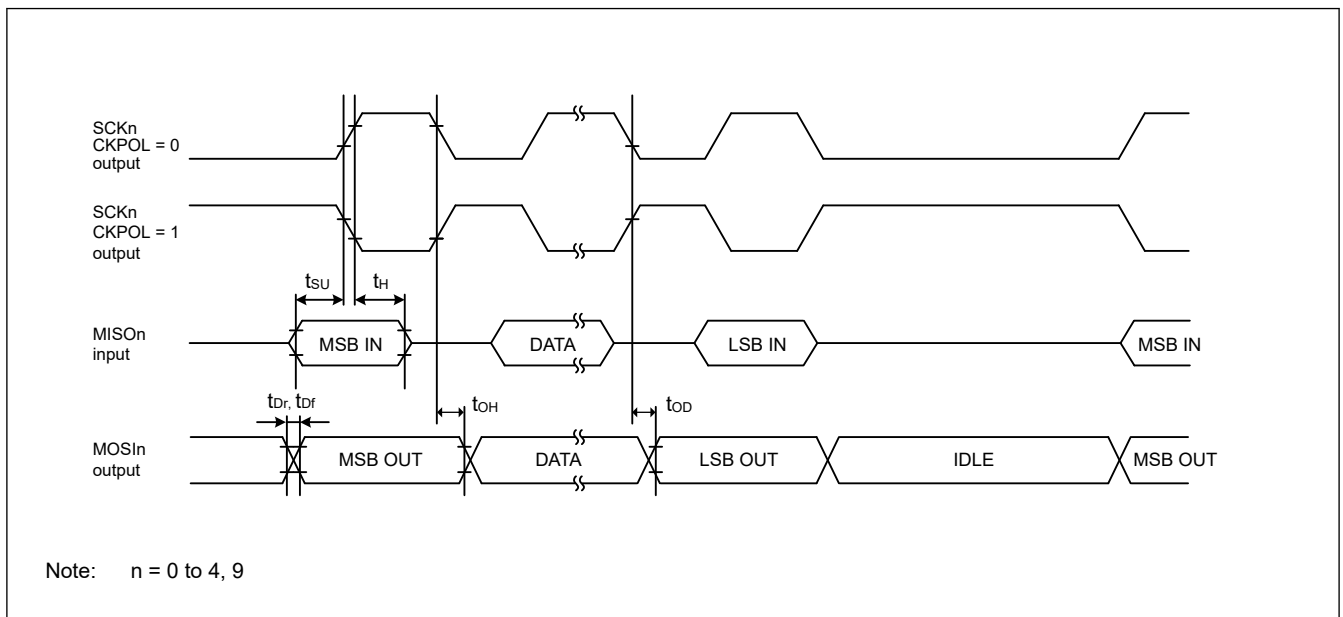 SCKn
CKPOL = 0
output
SCKn
CKPOL = 1
output
tSU
tH
MISOn
input
MSB IN
DATA
LSB IN
MSB IN
tDr, tDf
tOH
tOD
MOSIn
output
MSB OUT
DATA
LSB OUT
IDLE
MSB OUT
Note: n = 0 to 4, 9